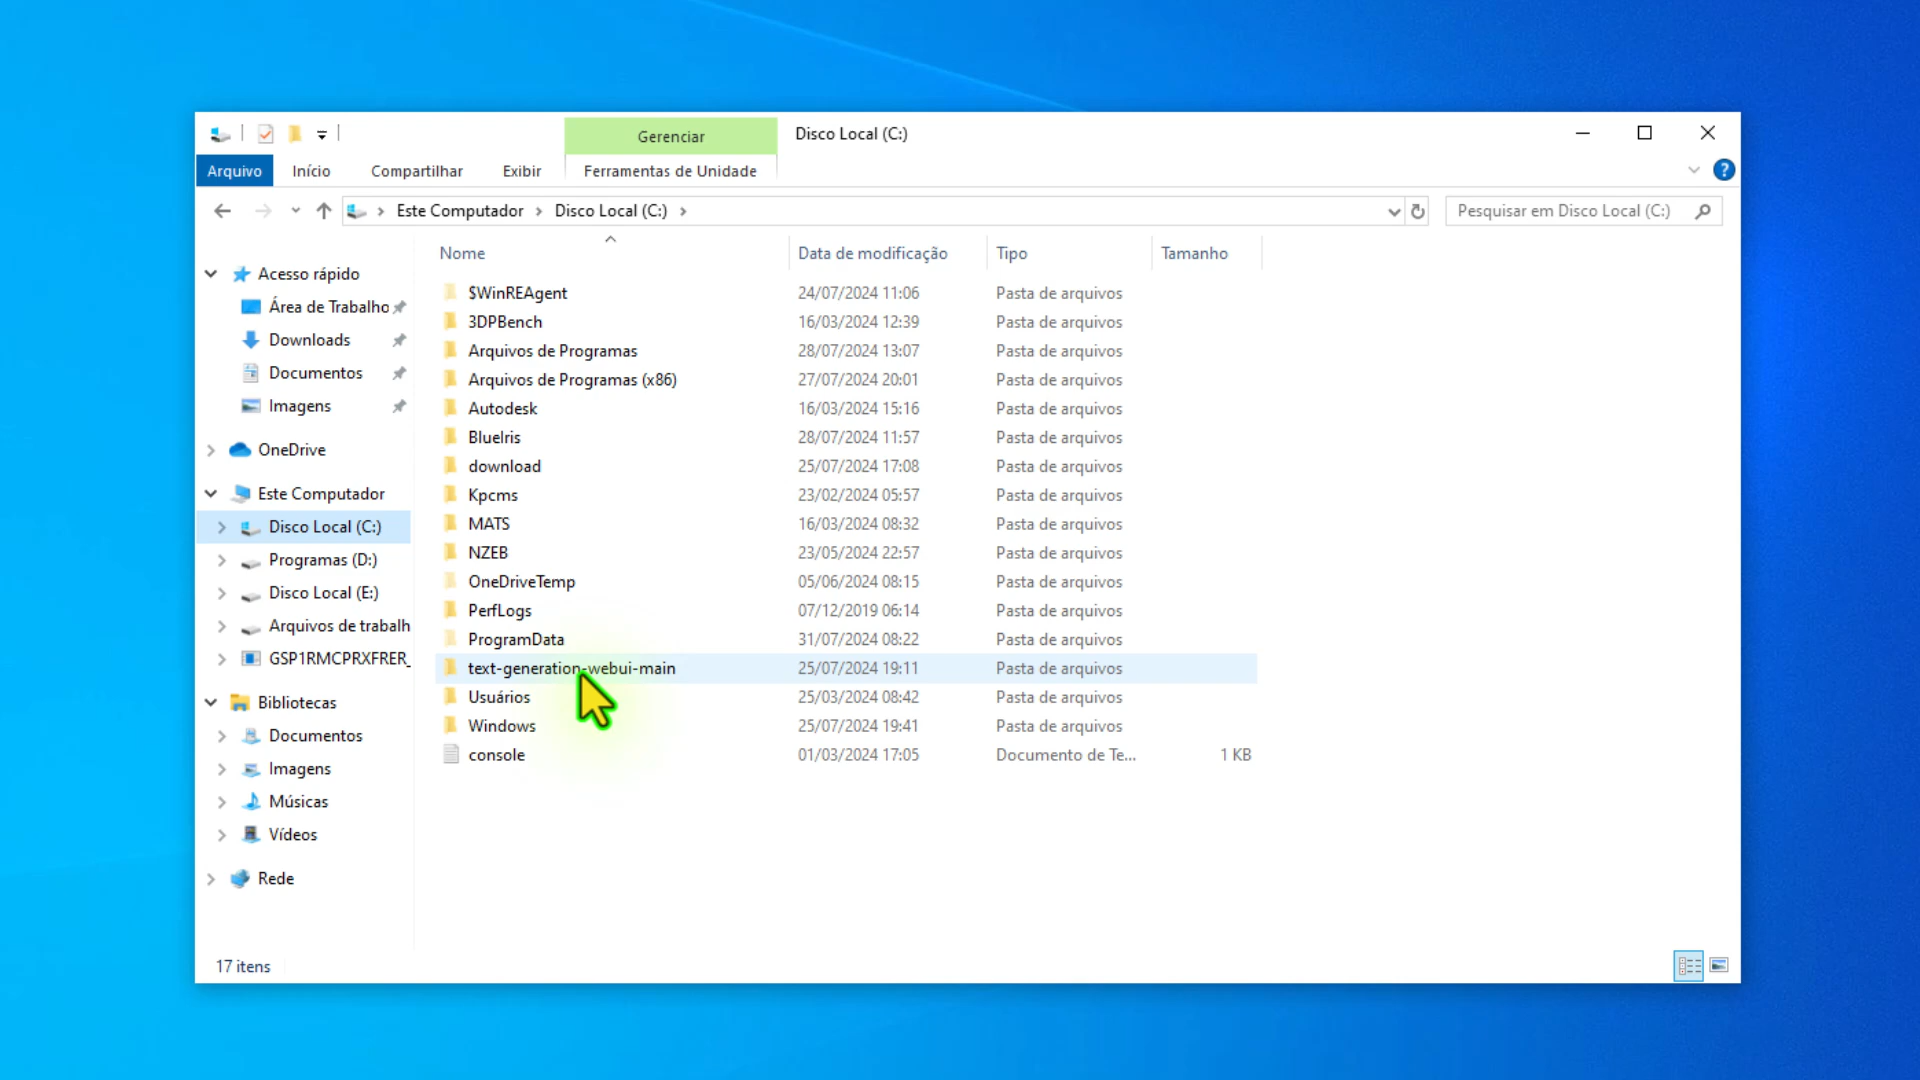 Gerenciar
Disco Local (C:)
Arquivo
Início
Compartilhar
Exibir
Ferramentas de Unidade
?
Este Computador
Disco Local (C:)
Pesquisar em Disco Local (C:)
Nome
Data de modificação
Tipo
Tamanho
Acesso rápido
Área de Trabalho
Downloads
Documentos
Imagens
OneDrive
Este Computador
Disco Local (C:)
Programas (D:)
Disco Local (E:)
Arquivos de trabalh
GSP1RMCPRXFRER_
Bibliotecas
Documentos
Imagens
Músicas
Vídeos
Rede
$WinREAgent 24/07/2024 11:06 Pasta de arquivos
3DPBench 16/03/2024 12:39 Pasta de arquivos
Arquivos de Programas 28/07/2024 13:07 Pasta de arquivos
Arquivos de Programas (x86) 27/07/2024 20:01 Pasta de arquivos
Autodesk 16/03/2024 15:16 Pasta de arquivos
BlueIris 28/07/2024 11:57 Pasta de arquivos
download 25/07/2024 17:08 Pasta de arquivos
Kpcms 23/02/2024 05:57 Pasta de arquivos
MATS 16/03/2024 08:32 Pasta de arquivos
NZEB 23/05/2024 22:57 Pasta de arquivos
OneDriveTemp 05/06/2024 08:15 Pasta de arquivos
PerfLogs 07/12/2019 06:14 Pasta de arquivos
ProgramData 31/07/2024 08:22 Pasta de arquivos
text-generation-webui-main 25/07/2024 19:11 Pasta de arquivos
Usuários 25/03/2024 08:42 Pasta de arquivos
Windows 25/07/2024 19:41 Pasta de arquivos
console 01/03/2024 17:05 Documento de Te... 1 KB
17 itens